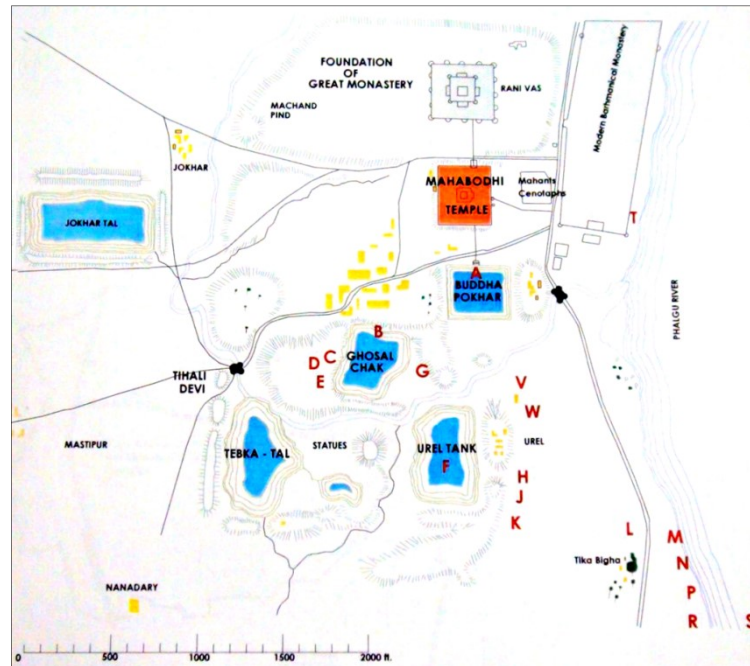 FOUNDATION
OF
GREAT MONASTERY
RANI VAS
MACHAND
PIND
Modern Barhmanical Monastery
JOKHAR
MAHABODHI
TEMPLE
Mahants
Cenotaphs
JOKHAR TAL
T
A
BUDDHA
POKHAR
PHALGU RIVER
B
GHOSAL
CHAK
C
D
E
G
TIHALI
DEVI
V
W
MASTIPUR
TEBKA - TAL
STATUES
UREL TANK
F
UREL
H
J
K
L
M
Tika Bigha
N
NANADARY
P
R
S
0 500 1000 1500 2000 ft.